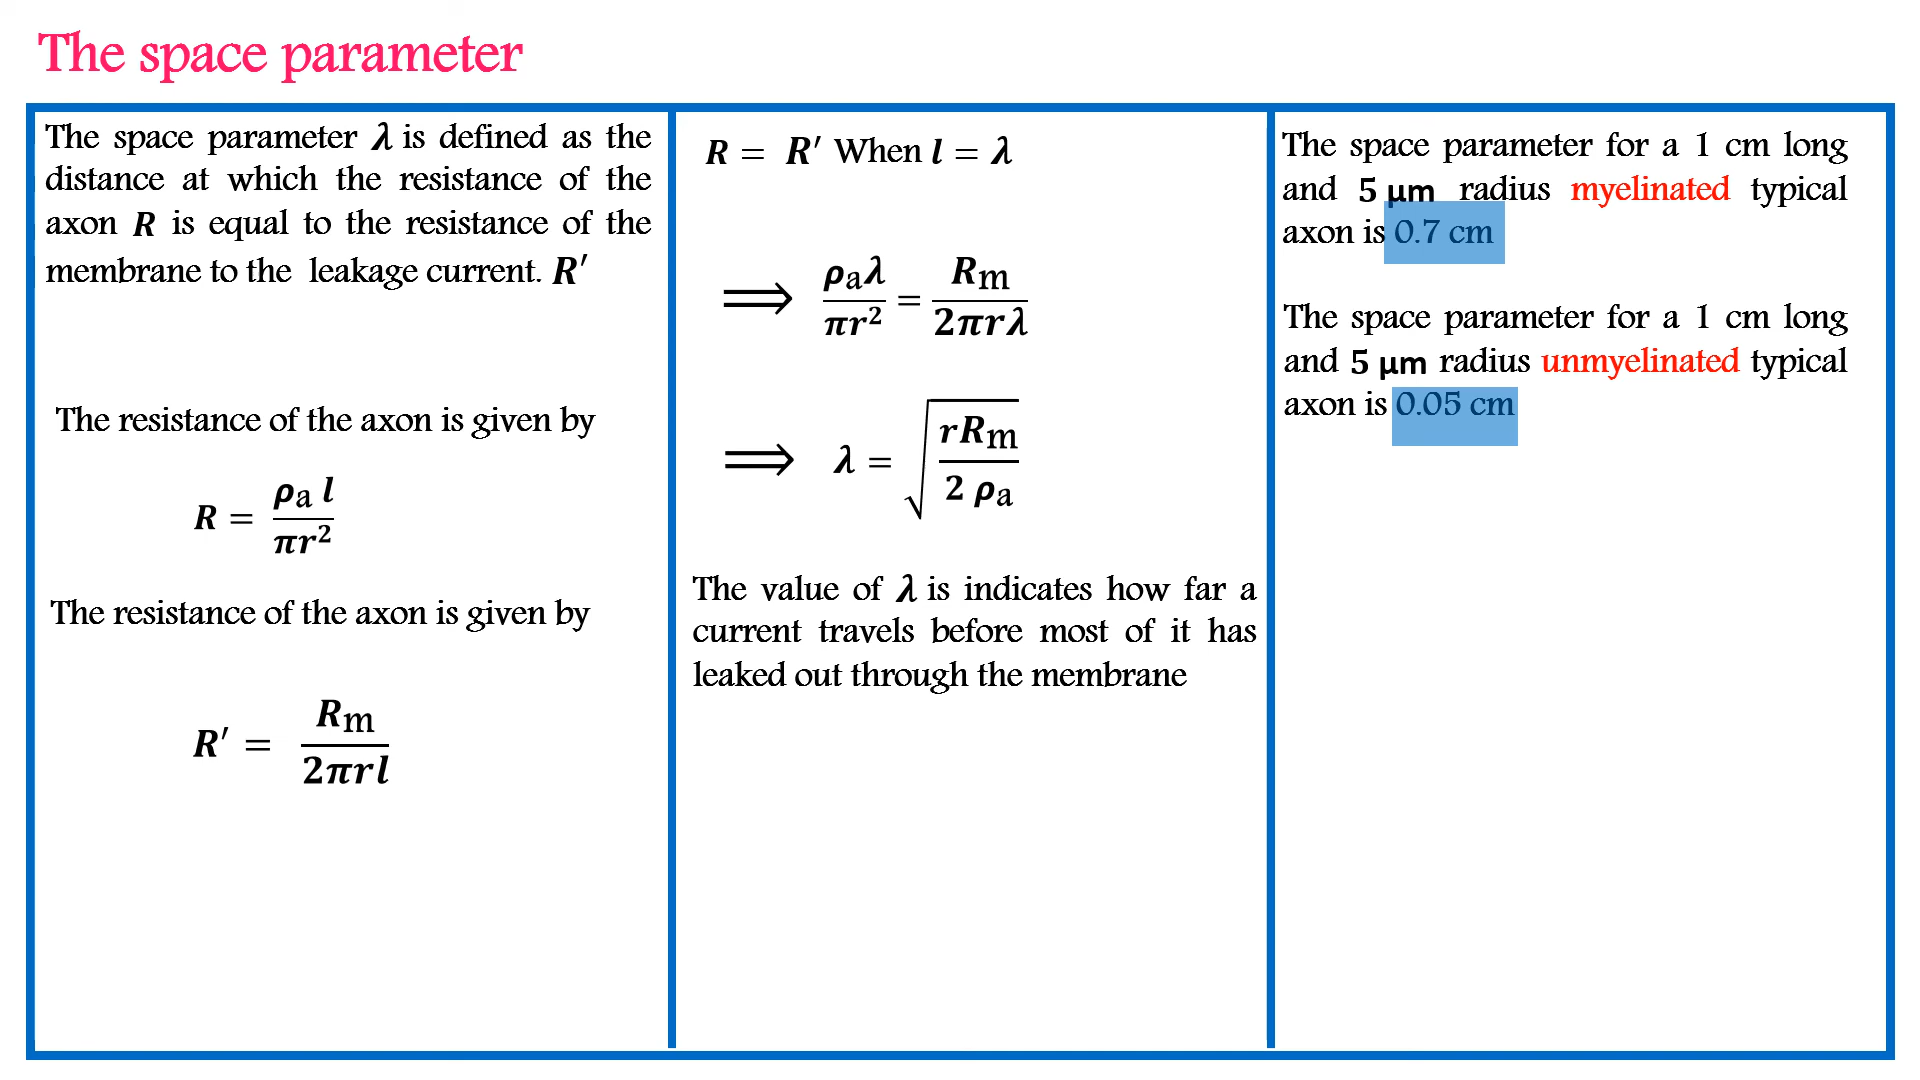 The space parameter
The space parameter λ is defined as the
distance at which the resistance of the
axon R is equal to the resistance of the
membrane to the leakage current. R′
The resistance of the axon is given by
R = ρa l / πr²
The resistance of the axon is given by
R′ = Rm / 2πrl
R = R′ When l = λ
⟹ ρaλ / πr² = Rm / 2πrλ
⟹ λ = √(rRm / 2 ρa)
The value of λ is indicates how far a
current travels before most of it has
leaked out through the membrane
The space parameter for a 1 cm long
and 5 μm radius myelinated typical
axon is 0.7 cm
The space parameter for a 1 cm long
and 5 μm radius unmyelinated typical
axon is 0.05 cm